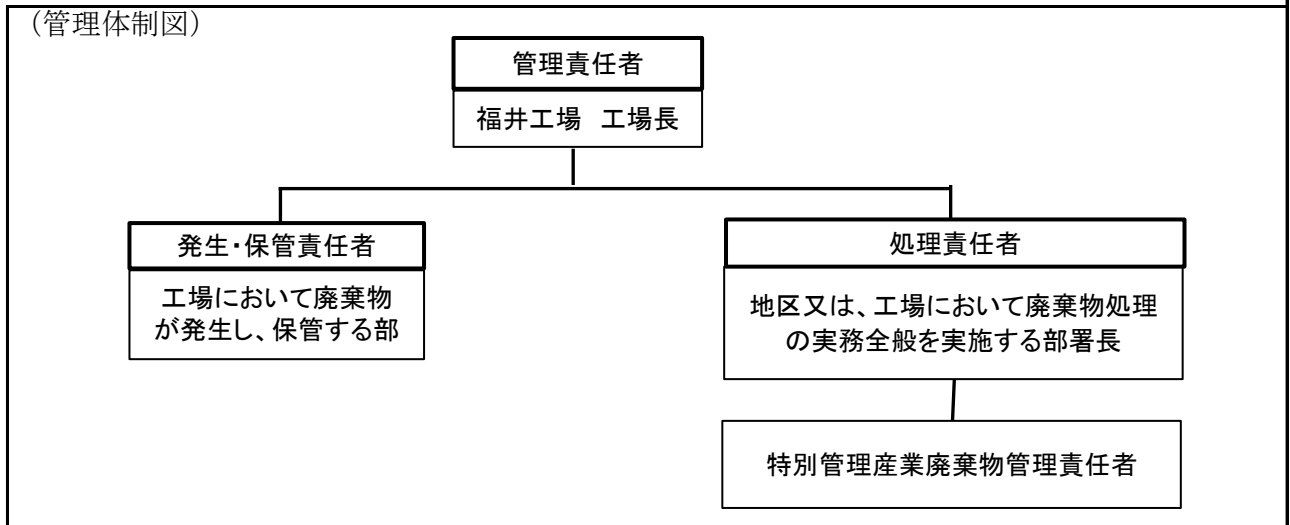 （管理体制図）
管理責任者
福井工場　工場長
発生・保管責任者
工場において廃棄物
が発生し、保管する部
処理責任者
地区又は、工場において廃棄物処理
の実務全般を実施する部署長
特別管理産業廃棄物管理責任者